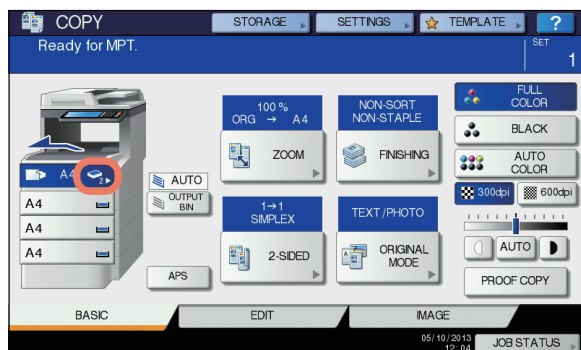 COPY
STORAGE
SETTINGS
TEMPLATE
?
Ready for MPT.
SET
1
100 %
ORG → A4
ZOOM
NON-SORT
NON-STAPLE
FINISHING
FULL
COLOR
BLACK
AUTO
COLOR
300dpi
600dpi
A4
2
A4
A4
A4
AUTO
OUTPUT
BIN
APS
1→1
SIMPLEX
2-SIDED
TEXT/PHOTO
ORIGINAL
MODE
AUTO
PROOF COPY
BASIC
EDIT
IMAGE
05/10/2013
12:04
JOB STATUS